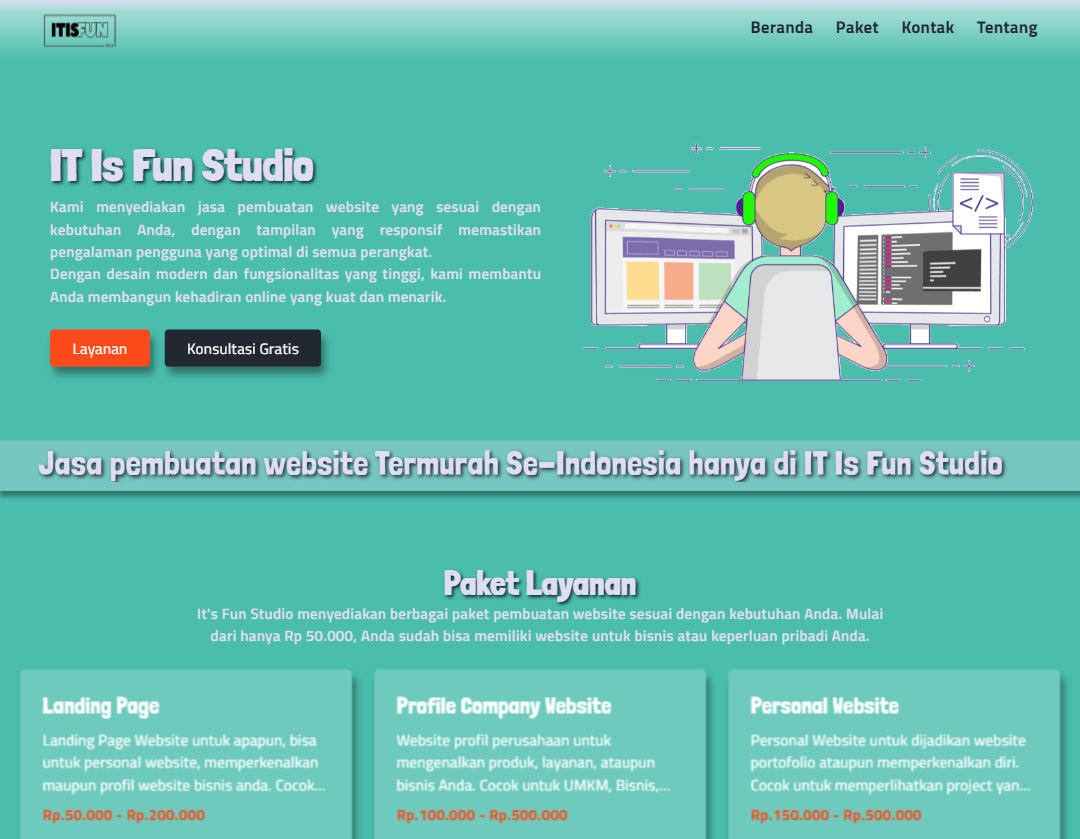 ITISFUN
Beranda Paket Kontak Tentang
IT Is Fun Studio
Kami menyediakan jasa pembuatan website yang sesuai dengan
kebutuhan Anda, dengan tampilan yang responsif memastikan
pengalaman pengguna yang optimal di semua perangkat.
Dengan desain modern dan fungsionalitas yang tinggi, kami membantu
Anda membangun kehadiran online yang kuat dan menarik.
Layanan Konsultasi Gratis
</>
Jasa pembuatan website Termurah Se-Indonesia hanya di IT Is Fun Studio
Paket Layanan
It's Fun Studio menyediakan berbagai paket pembuatan website sesuai dengan kebutuhan Anda. Mulai
dari hanya Rp 50.000, Anda sudah bisa memiliki website untuk bisnis atau keperluan pribadi Anda.
Landing Page
Landing Page Website untuk apapun, bisa
untuk personal website, memperkenalkan
maupun profil website bisnis anda. Cocok...
Rp.50.000 - Rp.200.000
Profile Company Website
Website profil perusahaan untuk
mengenalkan produk, layanan, ataupun
bisnis Anda. Cocok untuk UMKM, Bisnis,...
Rp.100.000 - Rp.500.000
Personal Website
Personal Website untuk dijadikan website
portofolio ataupun memperkenalkan diri.
Cocok untuk memperlihatkan project yan...
Rp.150.000 - Rp.500.000